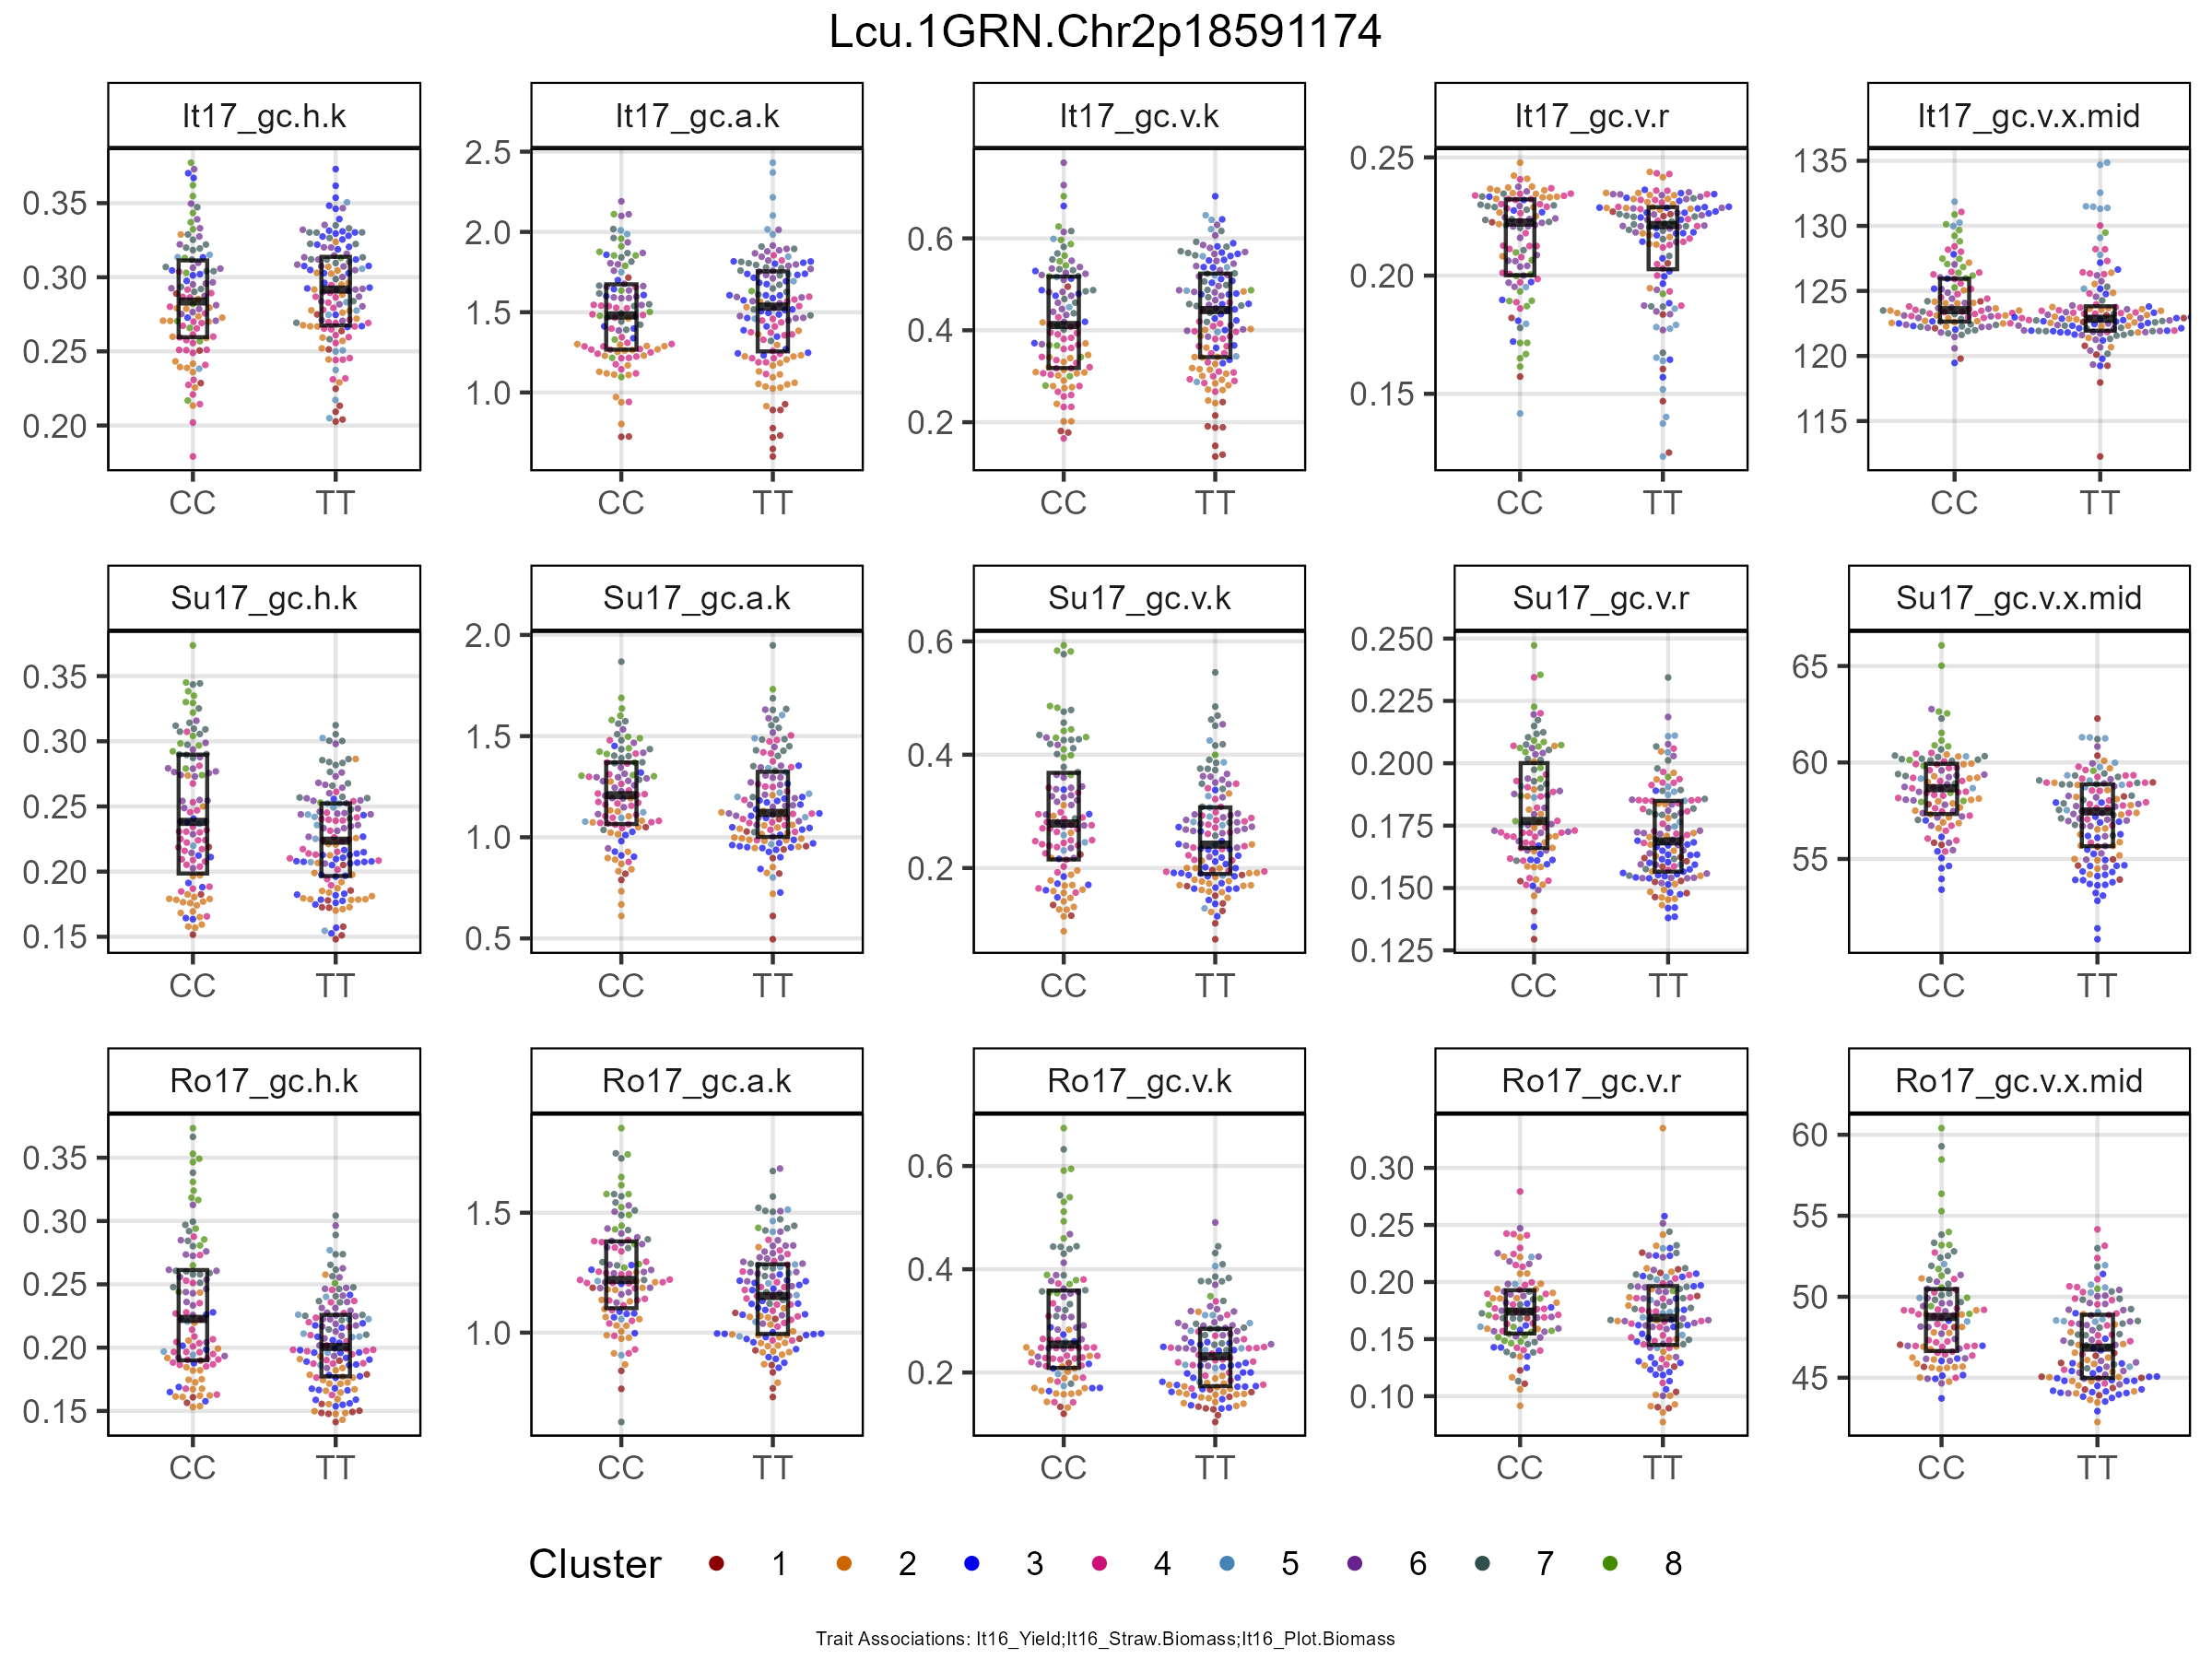 Lcu.1GRN.Chr2p18591174
It17_gc.h.k It17_gc.a.k It17_gc.v.k It17_gc.v.r It17_gc.v.x.mid
0.35 0.30 0.25 0.20
2.5 2.0 1.5 1.0
0.6 0.4 0.2
0.25 0.20 0.15
135 130 125 120 115
CC TT CC TT CC TT CC TT CC TT
Su17_gc.h.k Su17_gc.a.k Su17_gc.v.k Su17_gc.v.r Su17_gc.v.x.mid
0.35 0.30 0.25 0.20 0.15
2.0 1.5 1.0 0.5
0.6 0.4 0.2
0.250 0.225 0.200 0.175 0.150 0.125
65 60 55
CC TT CC TT CC TT CC TT CC TT
Ro17_gc.h.k Ro17_gc.a.k Ro17_gc.v.k Ro17_gc.v.r Ro17_gc.v.x.mid
0.35 0.30 0.25 0.20 0.15
1.5 1.0
0.6 0.4 0.2
0.30 0.25 0.20 0.15 0.10
60 55 50 45
CC TT CC TT CC TT CC TT CC TT
Cluster 1 2 3 4 5 6 7 8
Trait Associations: It16_Yield;It16_Straw.Biomass;It16_Plot.Biomass